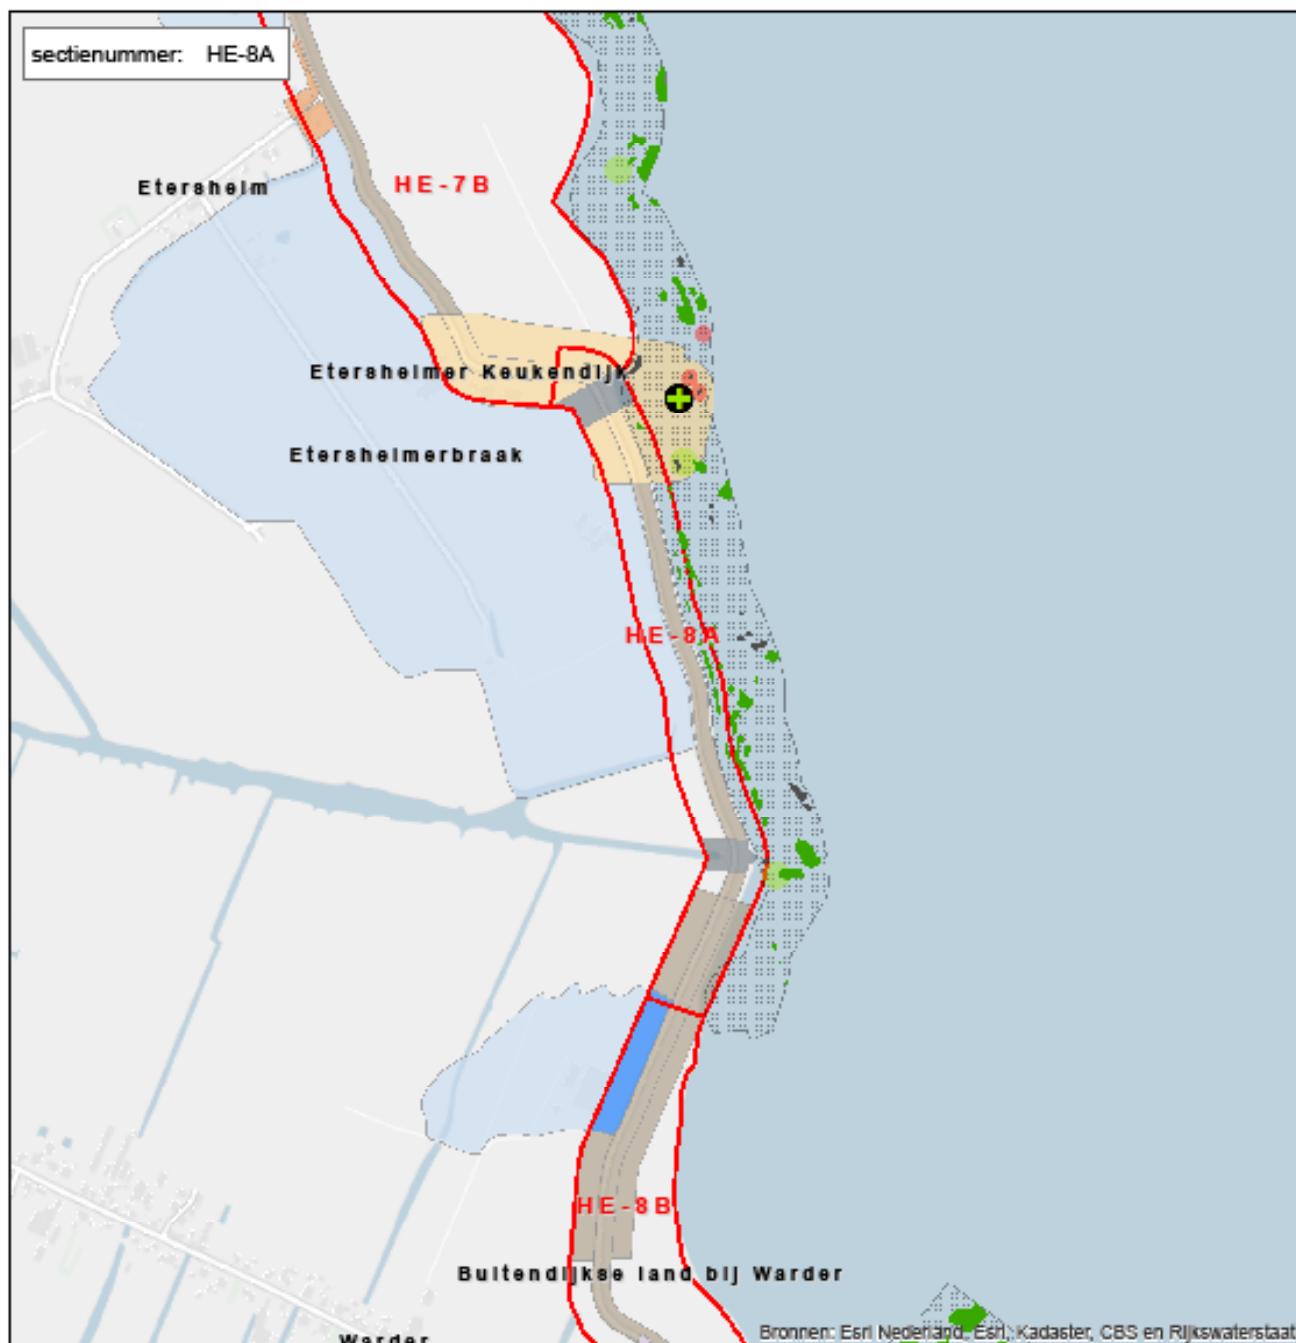 sectienummer: HE-8A
Etersheim
HE-7B
Etersheimer Keukendijk
Etersheimerbraak
HE-8A
HE-8B
Buitendijkse land bij Warder
Bronnen: Esri Nederland, Esri, Kadaster, CBS en Rijkswaterstaat
Warder